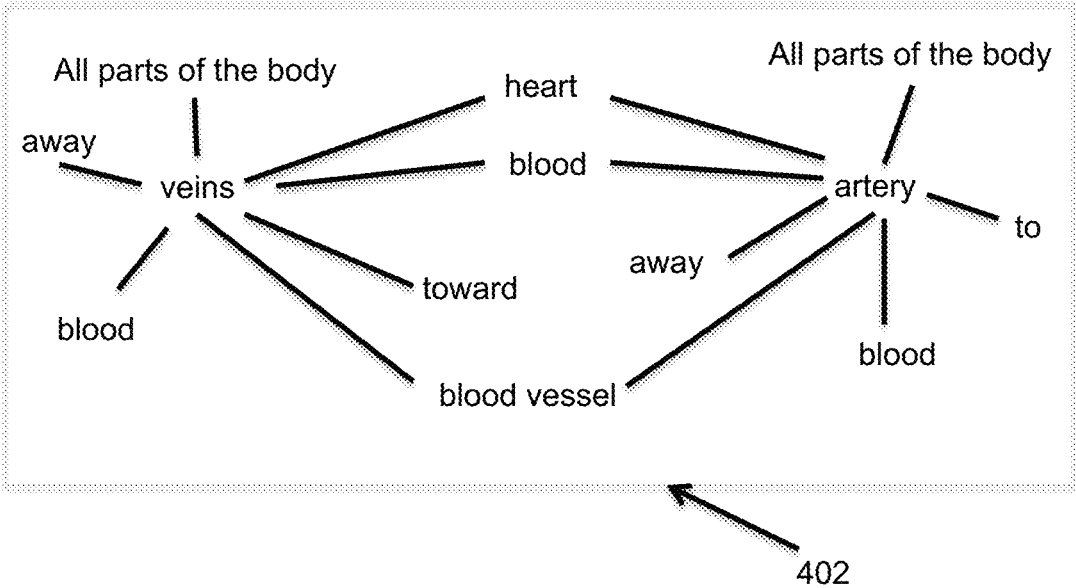 All parts of the body
heart
All parts of the body
away
blood
veins
artery
to
away
toward
blood
blood
blood vessel
402